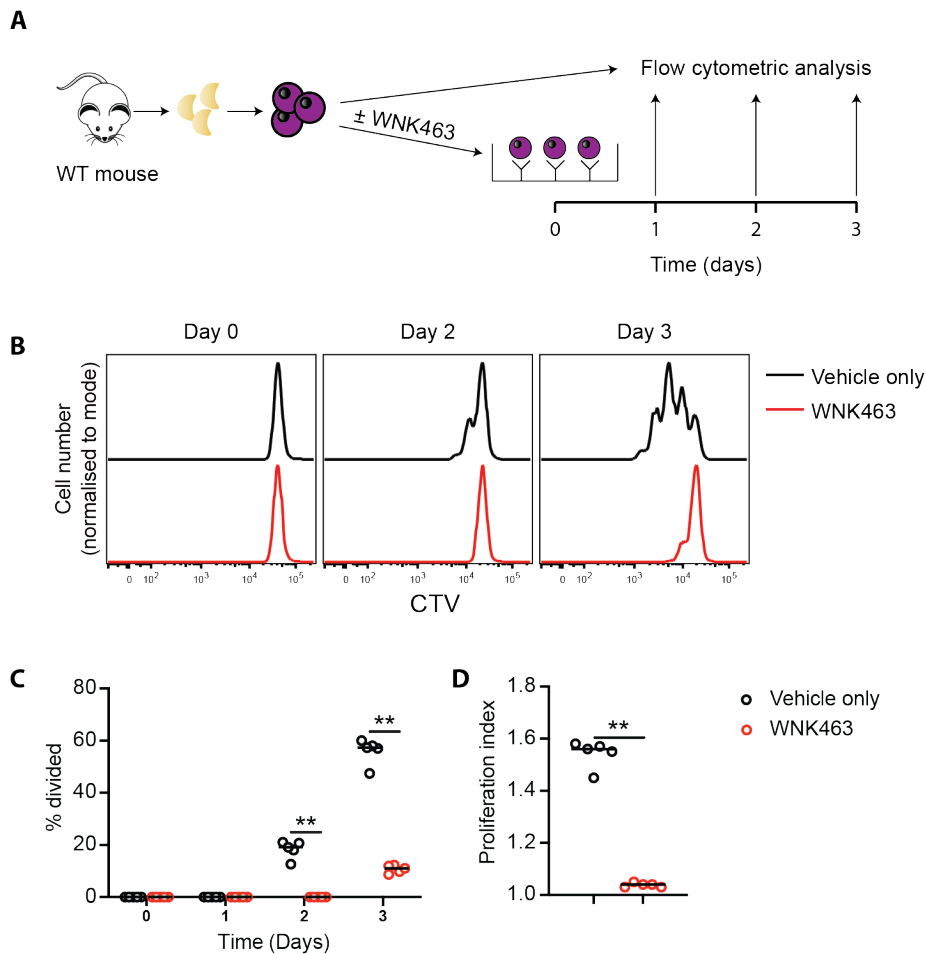 A
Flow cytometric analysis
± WNK463
WT mouse
0 1 2 3
Time (days)
B
Day 0 Day 2 Day 3
Cell number
(normalised to mode)
Vehicle only
WNK463
0 10² 10³ 10⁴ 10⁵ 0 10² 10³ 10⁴ 10⁵ 0 10² 10³ 10⁴ 10⁵
CTV
C
% divided
80
60
40
20
0
**
**
0 1 2 3
Time (Days)
D
Proliferation index
1.8
1.6
1.4
1.2
1.0
**
Vehicle only
WNK463